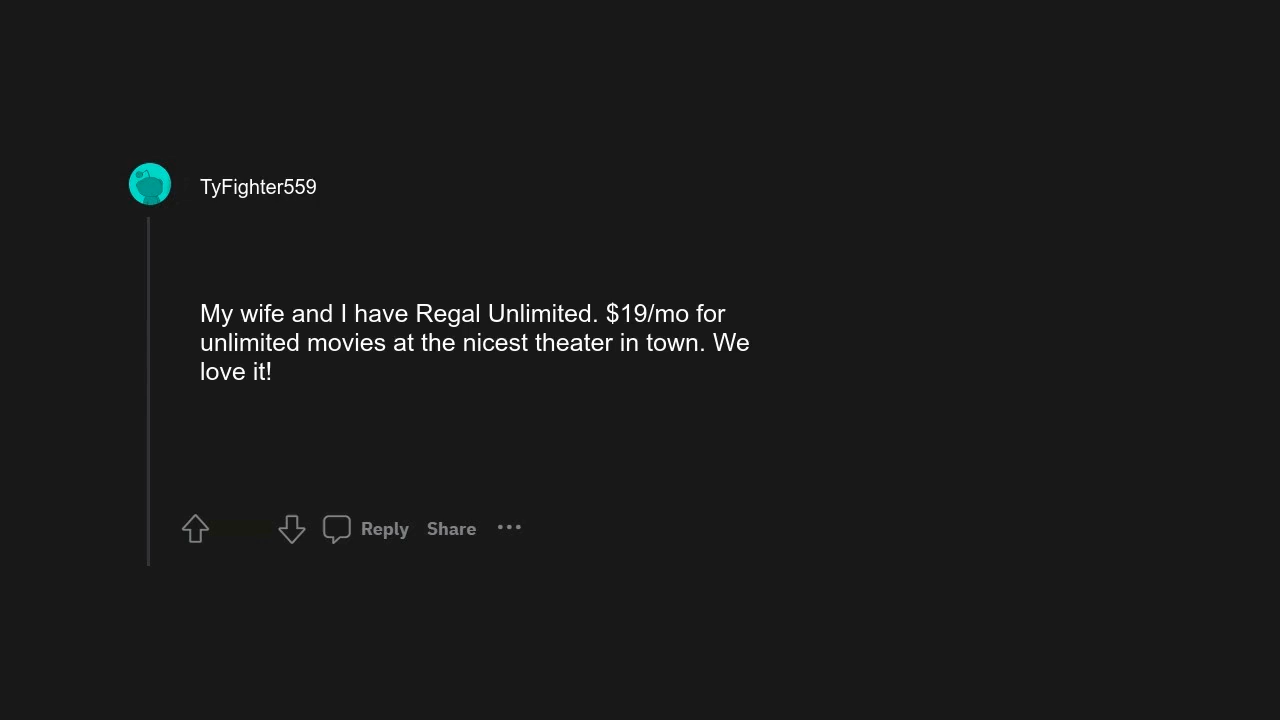 TyFighter559
My wife and I have Regal Unlimited. $19/mo for
unlimited movies at the nicest theater in town. We
love it!
Reply Share